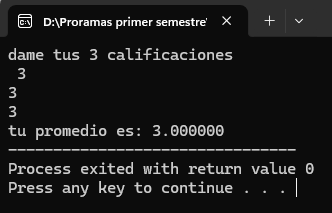 D:\Proramas primer semestre\
dame tus 3 calificaciones
 3
3
3
tu promedio es: 3.000000
--------------------------------
Process exited with return value 0
Press any key to continue . . .